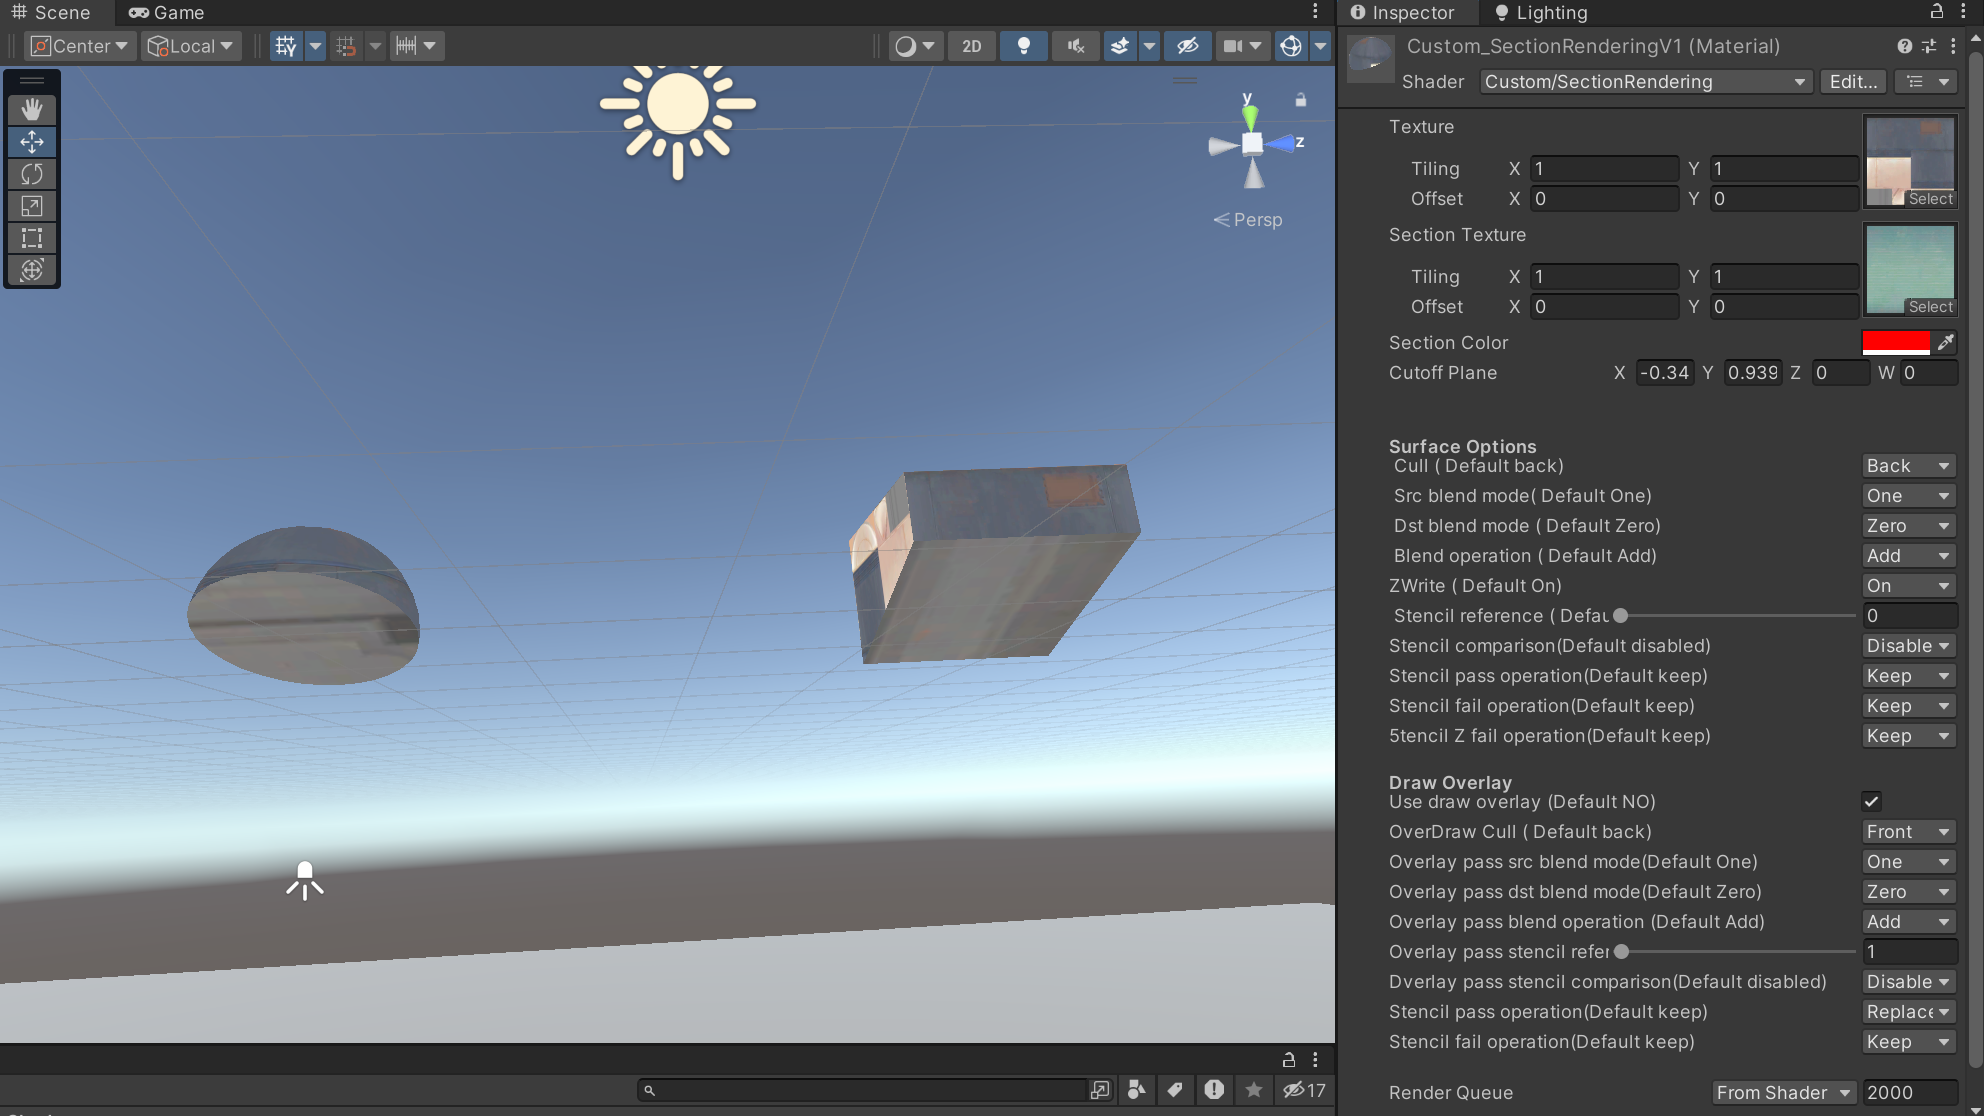 Scene
Game
Inspector
Lighting
Center
Local
2D
Custom_SectionRenderingV1 (Material)
Shader
Custom/SectionRendering
Edit...
y
z
Persp
Texture
Tiling X 1 Y 1
Offset X 0 Y 0
Select
Section Texture
Tiling X 1 Y 1
Offset X 0 Y 0
Select
Section Color
Cutoff Plane X -0.34 Y 0.939 Z 0 W 0
Surface Options
Cull ( Default back) Back
Src blend mode( Default One) One
Dst blend mode ( Default Zero) Zero
Blend operation ( Default Add) Add
ZWrite ( Default On) On
Stencil reference ( Defau 0
Stencil comparison(Default disabled) Disable
Stencil pass operation(Default keep) Keep
Stencil fail operation(Default keep) Keep
5tencil Z fail operation(Default keep) Keep
Draw Overlay
Use draw overlay (Default NO)
OverDraw Cull ( Default back) Front
Overlay pass src blend mode(Default One) One
Overlay pass dst blend mode(Default Zero) Zero
Overlay pass blend operation (Default Add) Add
Overlay pass stencil refer 1
Dverlay pass stencil comparison(Default disabled) Disable
Stencil pass operation(Default keep) Replace
Stencil fail operation(Default keep) Keep
17
Render Queue From Shader 2000